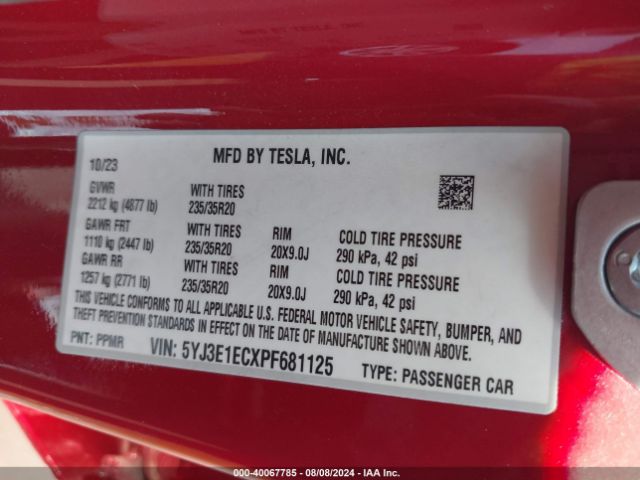 MFD BY TESLA, INC.
10/23
GVWR WITH TIRES
2212 kg (4877 lb) 235/35R20
GAWR FRT WITH TIRES RIM COLD TIRE PRESSURE
1110 kg (2447 lb) 235/35R20 20X9.0J 290 kPa, 42 psi
GAWR RR WITH TIRES RIM COLD TIRE PRESSURE
1257 kg (2771 lb) 235/35R20 20X9.0J 290 kPa, 42 psi
THIS VEHICLE CONFORMS TO ALL APPLICABLE U.S. FEDERAL MOTOR VEHICLE SAFETY, BUMPER, AND
THEFT PREVENTION STANDARDS IN EFFECT ON THE DATE OF MANUFACTURE SHOWN ABOVE.
PNT: PPMR VIN: 5YJ3E1ECXPF681125 TYPE: PASSENGER CAR
000-40067785 - 08/08/2024 - IAA Inc.